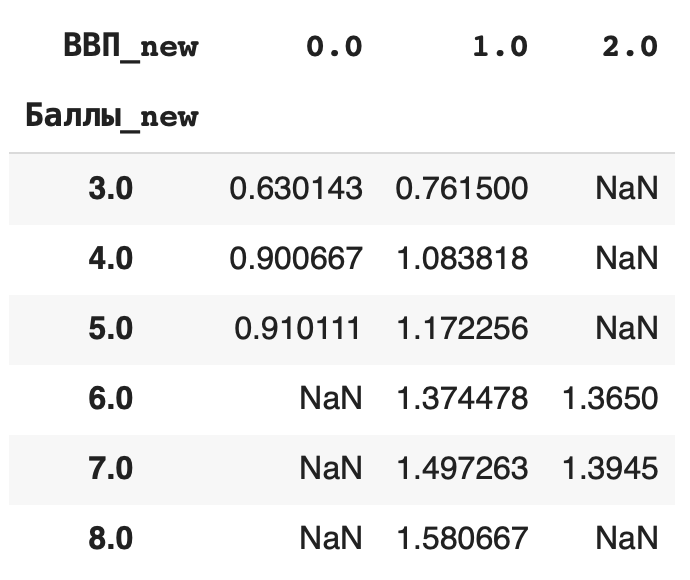 ВВП_new 0.0 1.0 2.0
Баллы_new
3.0 0.630143 0.761500 NaN
4.0 0.900667 1.083818 NaN
5.0 0.910111 1.172256 NaN
6.0 NaN 1.374478 1.3650
7.0 NaN 1.497263 1.3945
8.0 NaN 1.580667 NaN